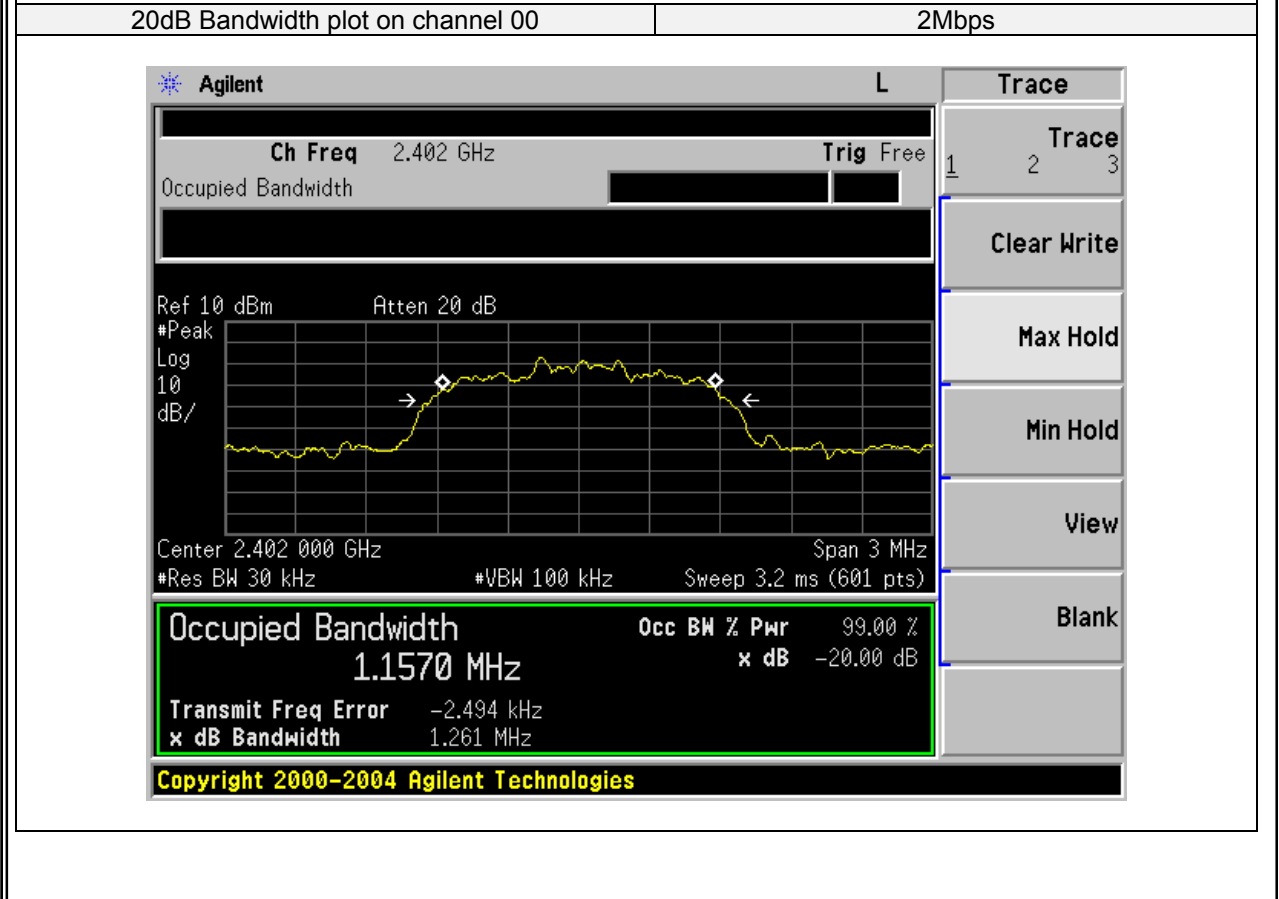 20dB Bandwidth plot on channel 00 2Mbps
Agilent L Trace
Ch Freq 2.402 GHz Trig Free
Occupied Bandwidth
Trace
1 2 3
Clear Write
Max Hold
Min Hold
View
Blank
Ref 10 dBm Atten 20 dB
#Peak
Log
10
dB/
Center 2.402 000 GHz Span 3 MHz
#Res BW 30 kHz #VBW 100 kHz Sweep 3.2 ms (601 pts)
Occupied Bandwidth Occ BW % Pwr 99.00 %
1.1570 MHz x dB -20.00 dB
Transmit Freq Error -2.494 kHz
x dB Bandwidth 1.261 MHz
Copyright 2000-2004 Agilent Technologies